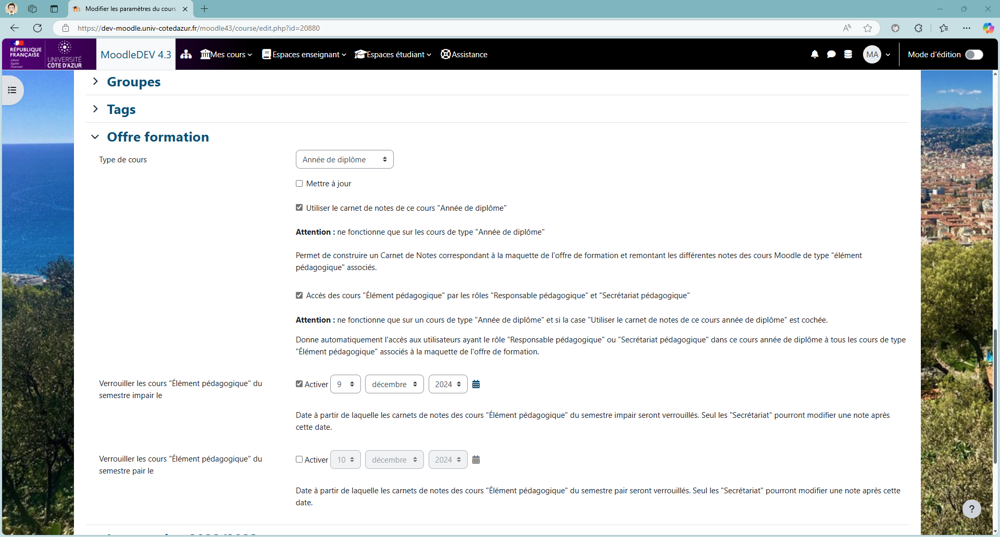 Modifier les paramètres du cours
https://dev-moodle.univ-cotedazur.fr/moodle43/course/edit.php?id=20880
RÉPUBLIQUE
FRANÇAISE
Liberté
Égalité
Fraternité
UNIVERSITÉ
CÔTE D'AZUR
MoodleDEV 4.3
Mes cours
Espaces enseignant
Espaces étudiant
Assistance
MA
Mode d'édition
Groupes
Tags
Offre formation
Type de cours
Année de diplôme
Mettre à jour
Utiliser le carnet de notes de ce cours "Année de diplôme"
Attention : ne fonctionne que sur les cours de type "Année de diplôme"
Permet de construire un Carnet de Notes correspondant à la maquette de l'offre de formation et remontant les différentes notes des cours Moodle de type "élément
pédagogique" associés.
Accès des cours "Élément pédagogique" par les rôles "Responsable pédagogique" et "Secrétariat pédagogique"
Attention : ne fonctionne que sur un cours de type "Année de diplôme" et si la case "Utiliser le carnet de notes de ce cours année de diplôme" est cochée.
Donne automatiquement l'accès aux utilisateurs ayant le rôle "Responsable pédagogique" ou "Secrétariat pédagogique" dans ce cours année de diplôme à tous les cours de type
"Élément pédagogique" associés à la maquette de l'offre de formation.
Verrouiller les cours "Élément pédagogique" du
semestre impair le
Activer 9 décembre 2024
Date à partir de laquelle les carnets de notes des cours "Élément pédagogique" du semestre impair seront verrouillés. Seul les "Secrétariat" pourront modifier une note après
cette date.
Verrouiller les cours "Élément pédagogique" du
semestre pair le
Activer 10 décembre 2024
Date à partir de laquelle les carnets de notes des cours "Élément pédagogique" du semestre pair seront verrouillés. Seul les "Secrétariat" pourront modifier une note après cette
date.
?